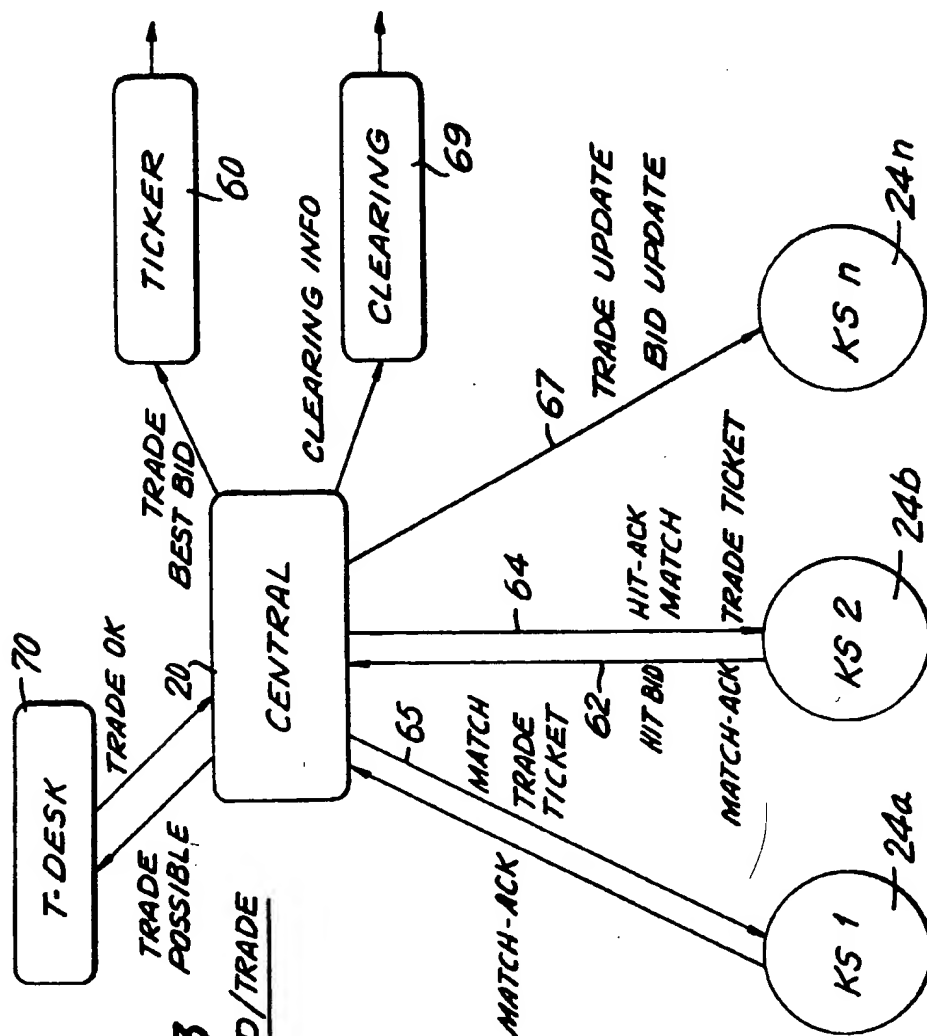 70
T-DESK
TRADE OK
TRADE
POSSIBLE
3
D/TRADE
20
CENTRAL
TRADE
BEST BID
TICKER
60
CLEARING INFO
CLEARING
69
65
MATCH
TRADE
TICKET
MATCH-ACK
62
HIT BID
MATCH-ACK
64
HIT-ACK
MATCH
TRADE TICKET
67
TRADE UPDATE
BID UPDATE
KS 1
24a
KS 2
24b
KS n
24n